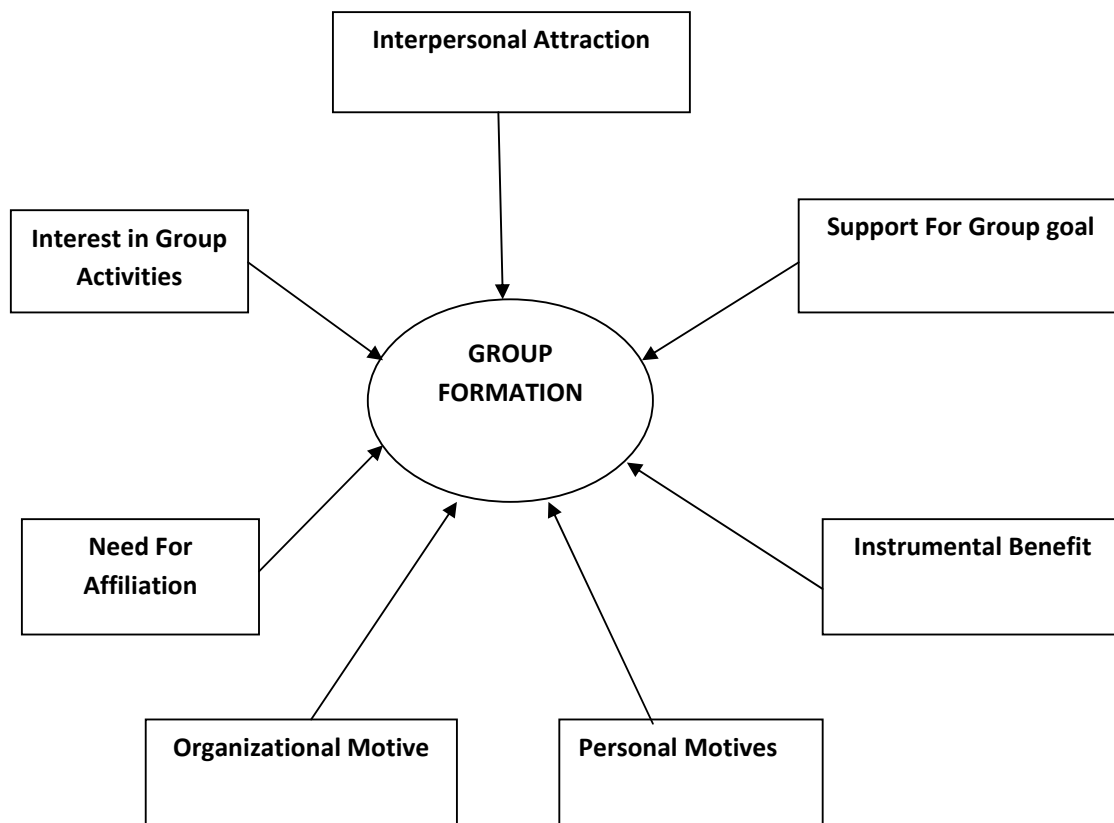 Interpersonal Attraction
Interest in Group
Activities
Support For Group goal
GROUP
FORMATION
Need For
Affiliation
Instrumental Benefit
Organizational Motive
Personal Motives